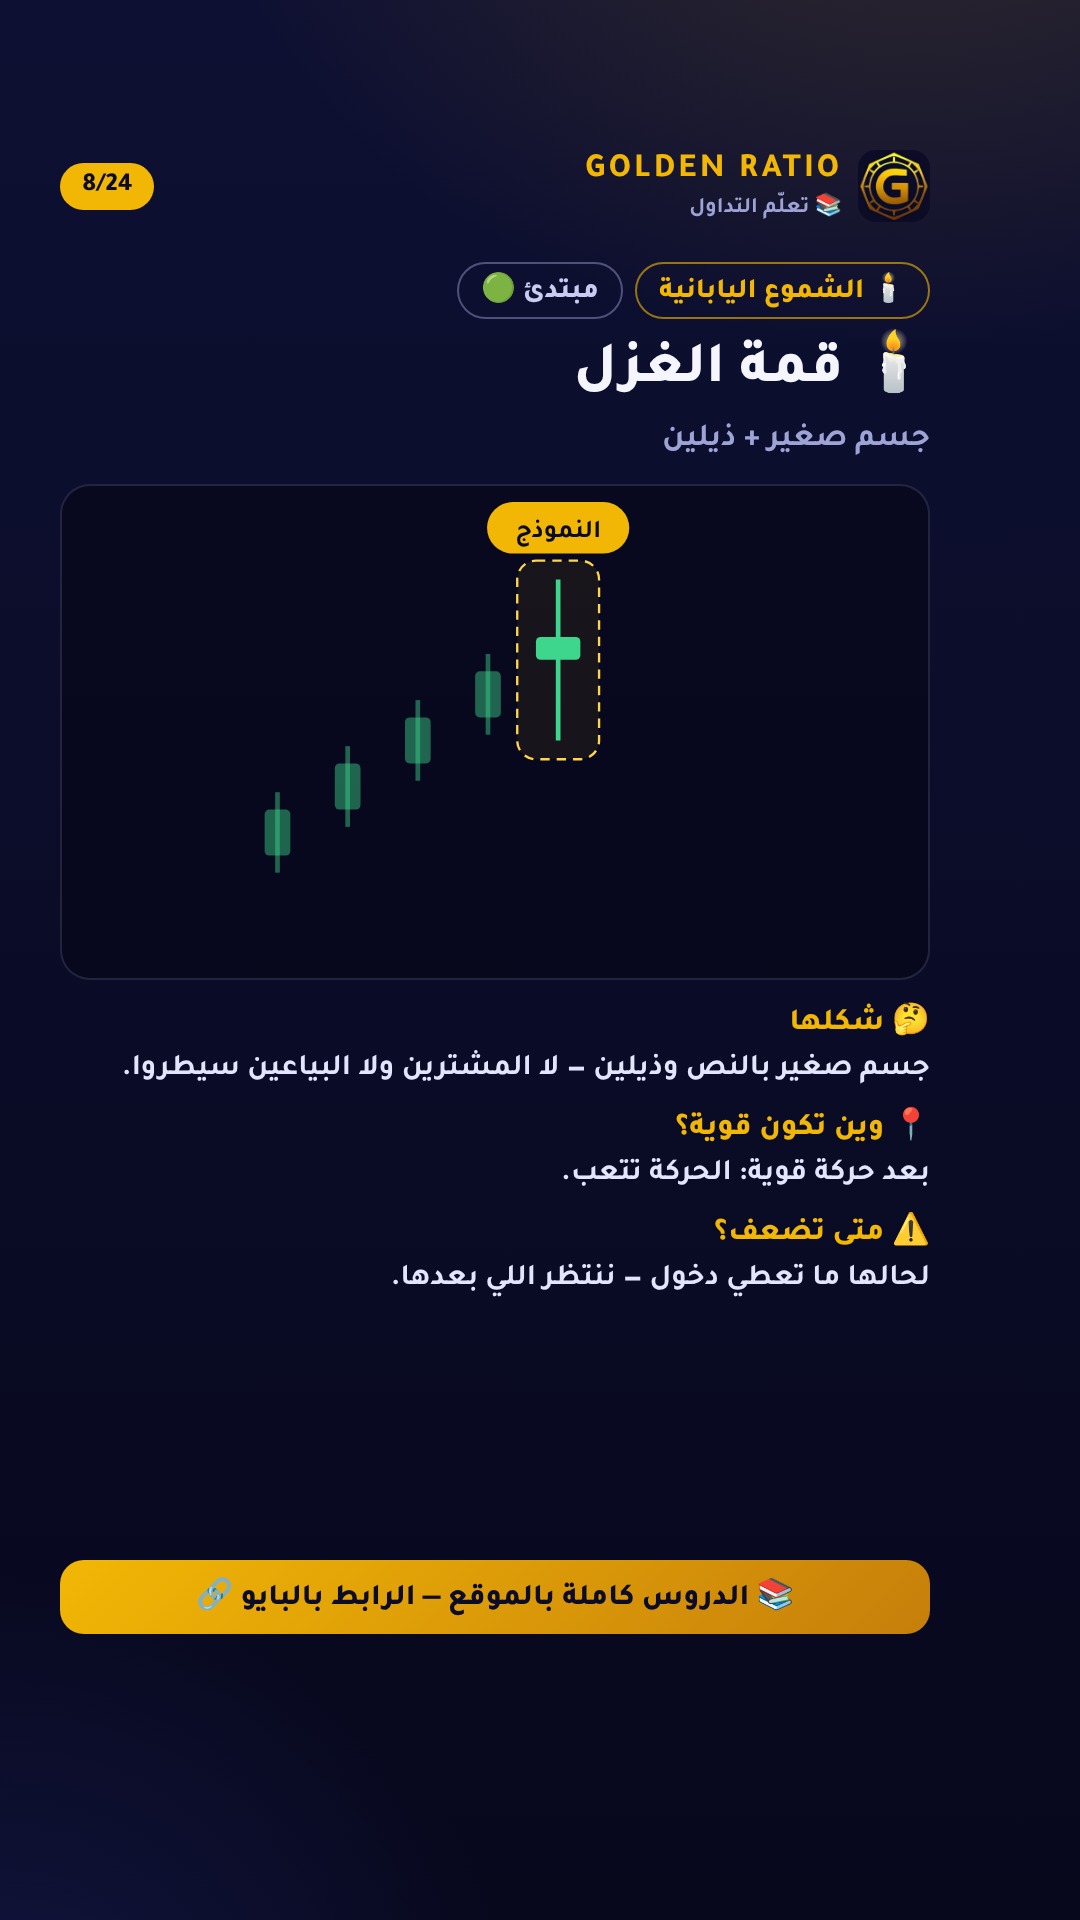 GOLDEN RATIO
📚 تعلّم التداول
8/24
🕯️ الشموع اليابانية
مبتدئ 🟢
🕯️ قمة الغزل
جسم صغير + ذيلين
النموذج
🤔 شكلها
جسم صغير بالنص وذيلين – لا المشترين ولا البياعين سيطروا.
📍 وين تكون قوية؟
بعد حركة قوية: الحركة تتعب.
⚠️ متى تضعف؟
لحالها ما تعطي دخول – ننتظر اللي بعدها.
📚 الدروس كاملة بالموقع – الرابط بالبايو 🔗